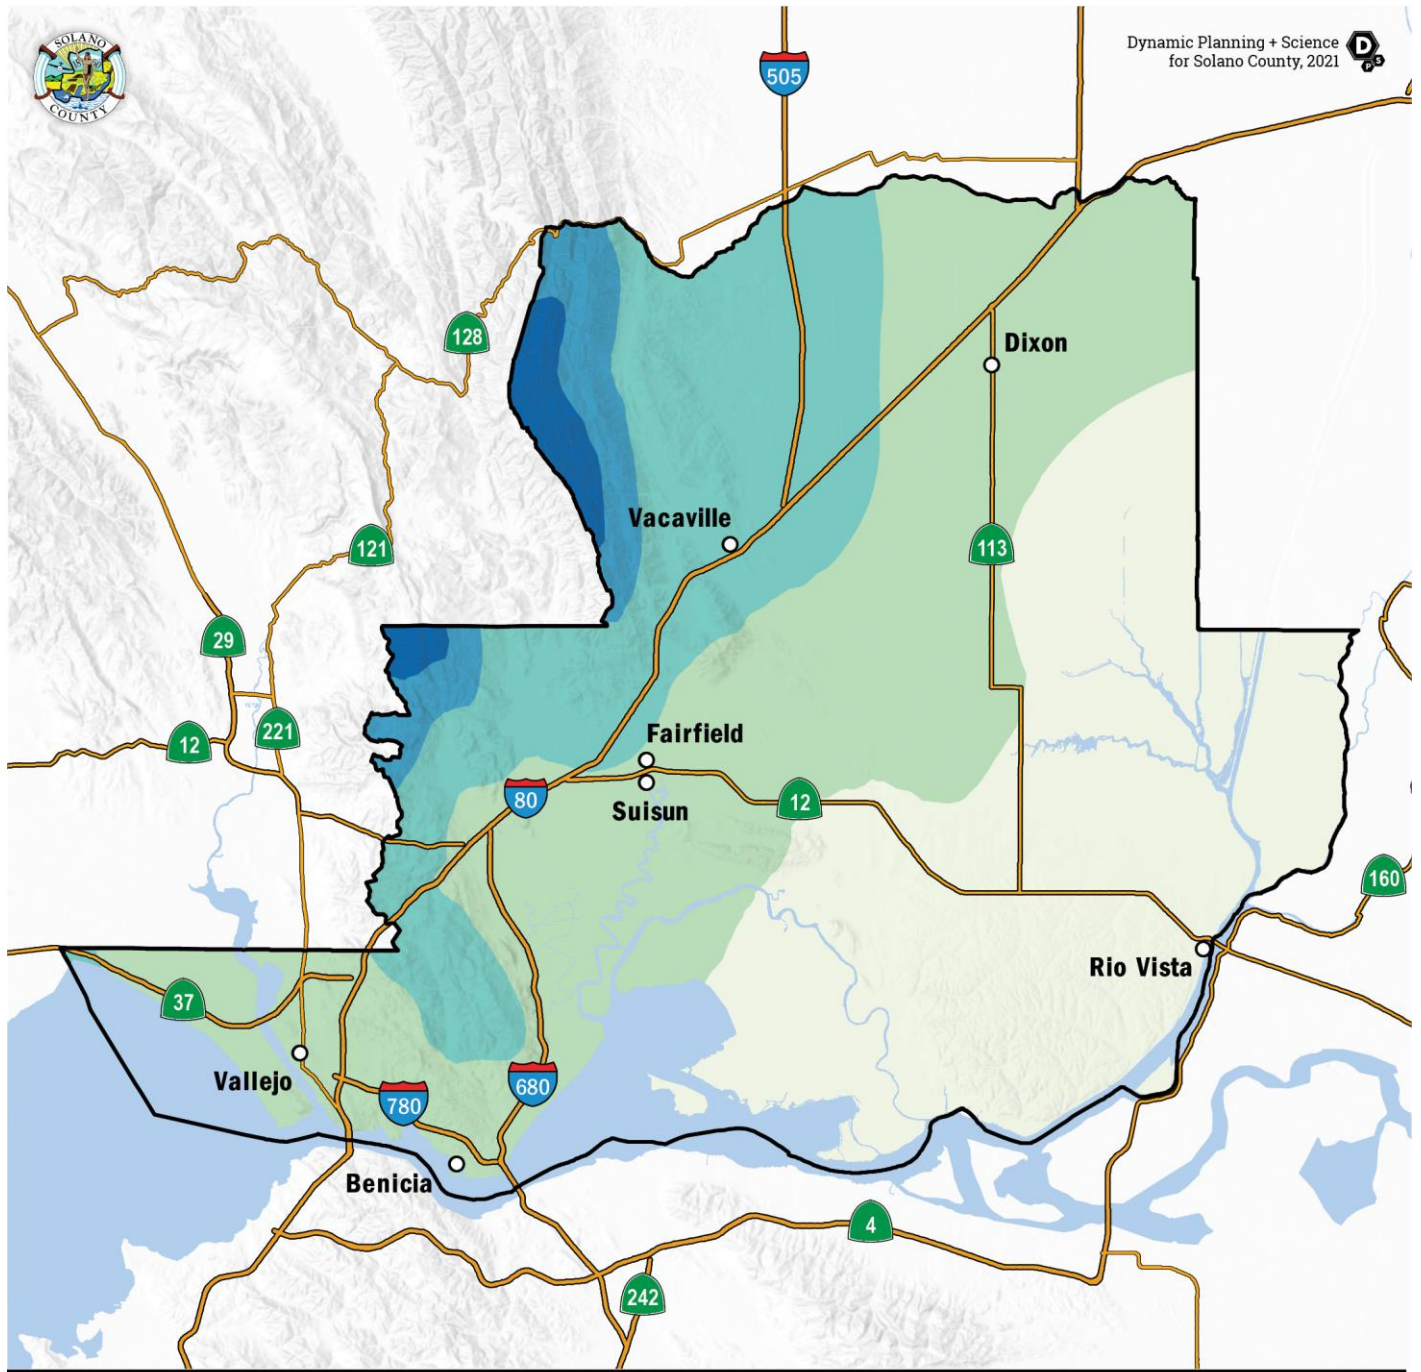 SOLANO
COUNTY
505
Dynamic Planning + Science
for Solano County, 2021
D
P
S
128
Dixon
Vacaville
121
113
29
221
12
Fairfield
80
12
Suisun
160
Rio Vista
37
Vallejo
780
680
Benicia
4
242